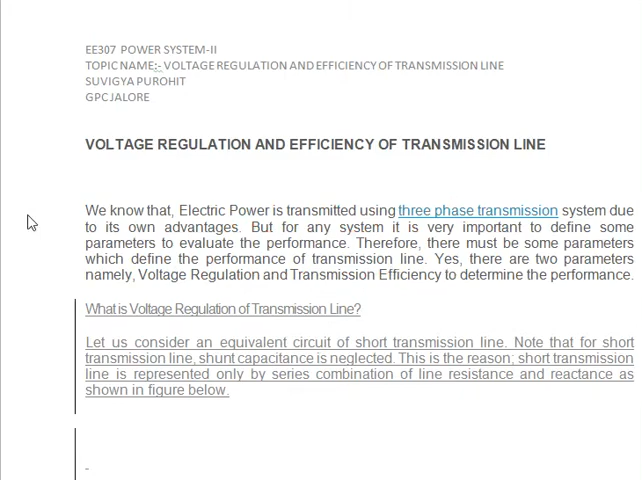 EE307 POWER SYSTEM-II
TOPIC NAME:- VOLTAGE REGULATION AND EFFICIENCY OF TRANSMISSION LINE
SUVIGYA PUROHIT
GPC JALORE
VOLTAGE REGULATION AND EFFICIENCY OF TRANSMISSION LINE
We know that, Electric Power is transmitted using three phase transmission system due
to its own advantages. But for any system it is very important to define some
parameters to evaluate the performance. Therefore, there must be some parameters
which define the performance of transmission line. Yes, there are two parameters
namely, Voltage Regulation and Transmission Efficiency to determine the performance.
What is Voltage Regulation of Transmission Line?
Let us consider an equivalent circuit of short transmission line. Note that for short
transmission line, shunt capacitance is neglected. This is the reason; short transmission
line is represented only by series combination of line resistance and reactance as
shown in figure below.